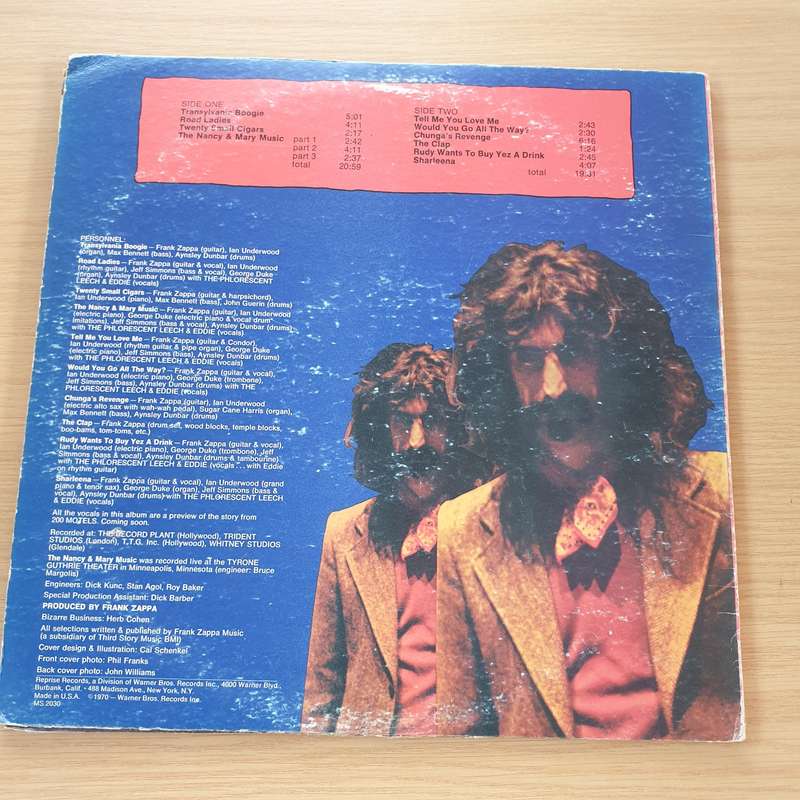 SIDE ONE
Transylvania Boogie 5:01
Road Ladies 4:11
Twenty Small Cigars 2:17
The Nancy & Mary Music part 1 2:42
part 2 4:11
part 3 2:37
total 20:59
SIDE TWO
Tell Me You Love Me 2:43
Would You Go All The Way? 2:30
Chunga's Revenge 6:16
The Clap 1:24
Rudy Wants To Buy Yez A Drink 2:45
Sharleena 4:07
total 19:31
PERSONNEL:
Transylvania Boogie – Frank Zappa (guitar), Ian Underwood
(organ), Max Bennett (bass), Aynsley Dunbar (drums)
Road Ladies – Frank Zappa (guitar & vocal), Ian Underwood
(rhythm guitar), Jeff Simmons (bass & vocal), George Duke
(organ), Aynsley Dunbar (drums) with THE PHLORESCENT
LEECH & EDDIE (vocals)
Twenty Small Cigars – Frank Zappa (guitar & harpsichord),
Ian Underwood (piano), Max Bennett (bass), John Guerin (drums)
The Nancy & Mary Music – Frank Zappa (guitar), Ian Underwood
(electric piano), George Duke (electric piano & vocal drum
imitations), Jeff Simmons (bass & vocal), Aynsley Dunbar (drums)
with THE PHLORESCENT LEECH & EDDIE (vocals)
Tell Me You Love Me – Frank Zappa (guitar & Condor),
Ian Underwood (rhythm guitar & pipe organ), George Duke
(electric piano), Jeff Simmons (bass), Aynsley Dunbar (drums)
with THE PHLORESCENT LEECH & EDDIE (vocals)
Would You Go All The Way? – Frank Zappa (guitar & vocal),
Ian Underwood (electric piano), George Duke (trombone),
Jeff Simmons (bass), Aynsley Dunbar (drums) with THE
PHLORESCENT LEECH & EDDIE (vocals)
Chunga's Revenge – Frank Zappa (guitar), Ian Underwood
(electric alto sax with wah-wah pedal), Sugar Cane Harris (organ),
Max Bennett (bass), Aynsley Dunbar (drums)
The Clap – Frank Zappa (drum set, wood blocks, temple blocks,
boo-bams, tom-toms, etc.)
Rudy Wants To Buy Yez A Drink – Frank Zappa (guitar & vocal),
Ian Underwood (electric piano), George Duke (trombone), Jeff
Simmons (bass & vocal), Aynsley Dunbar (drums & tambourine)
with THE PHLORESCENT LEECH & EDDIE (vocals ... with Eddie
on rhythm guitar)
Sharleena – Frank Zappa (guitar & vocal), Ian Underwood (grand
piano & tenor sax), George Duke (organ), Jeff Simmons (bass &
vocal), Aynsley Dunbar (drums) with THE PHLORESCENT LEECH
& EDDIE (vocals)
All the vocals in this album are a preview of the story from
200 MOTELS. Coming soon.
Recorded at: THE RECORD PLANT (Hollywood), TRIDENT
STUDIOS (London), T.T.G. Inc. (Hollywood), WHITNEY STUDIOS
(Glendale)
The Nancy & Mary Music was recorded live at the TYRONE
GUTHRIE THEATER in Minneapolis, Minnesota (engineer: Bruce
Margolis)
Engineers: Dick Kunc, Stan Agol, Roy Baker
Special Production Assistant: Dick Barber
PRODUCED BY FRANK ZAPPA
Bizarre Business: Herb Cohen
All selections written & published by Frank Zappa Music
(a subsidiary of Third Story Music BMI)
Cover design & Illustration: Cal Schenkel
Front cover photo: Phil Franks
Back cover photo: John Williams
Reprise Records, a Division of Warner Bros. Records Inc., 4000 Warner Blvd.
Burbank, Calif. • 488 Madison Ave., New York, N.Y.
Made in U.S.A. ©1970 – Warner Bros. Records Inc.
MS 2030